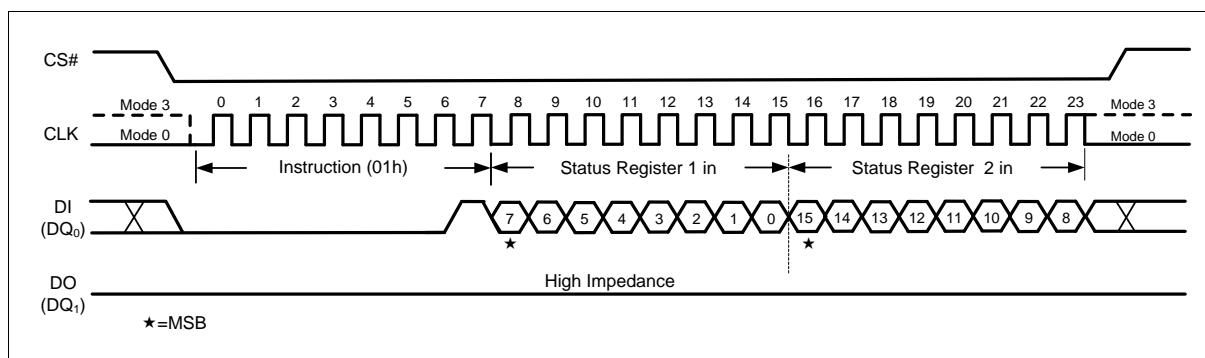 CS#
Mode 3 0 1 2 3 4 5 6 7 8 9 10 11 12 13 14 15 16 17 18 19 20 21 22 23 Mode 3
CLK Mode 0 Mode 0
Instruction (01h) Status Register 1 in Status Register 2 in
DI
(DQ0) 7 6 5 4 3 2 1 0 15 14 13 12 11 10 9 8
★ ★
High Impedance
DO
(DQ1)
★=MSB